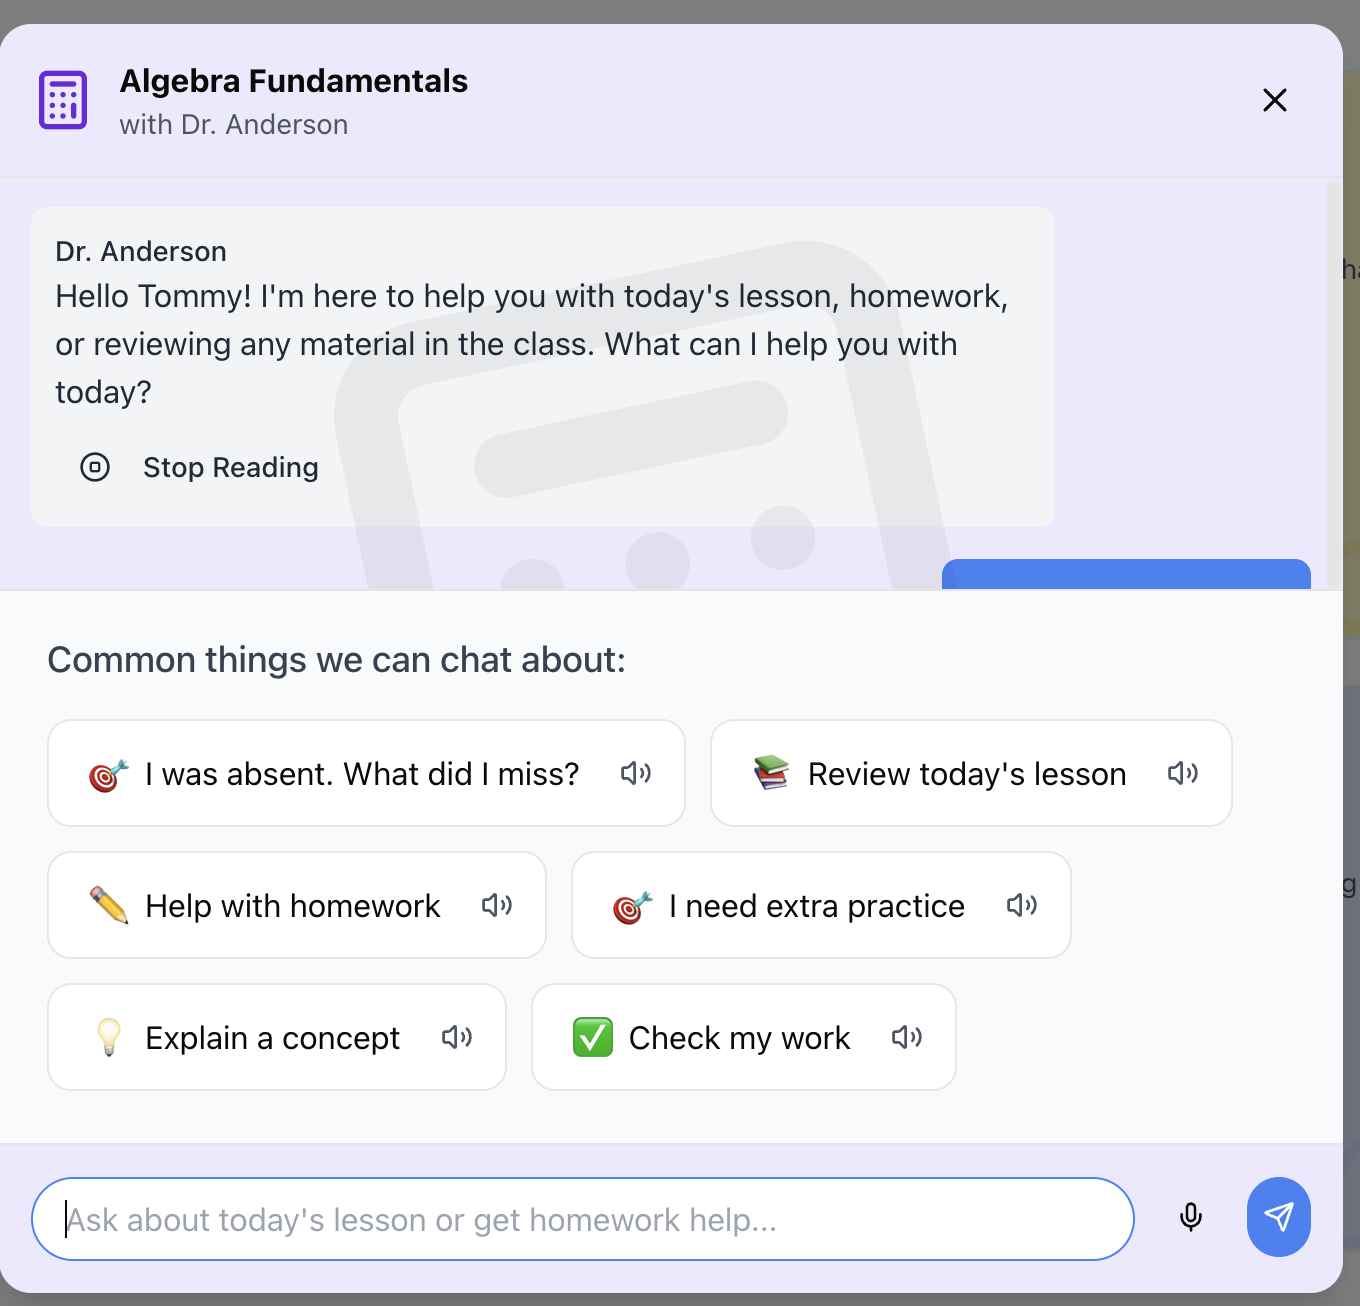 Algebra Fundamentals
with Dr. Anderson
Dr. Anderson
Hello Tommy! I'm here to help you with today's lesson, homework,
or reviewing any material in the class. What can I help you with
today?
Stop Reading
Common things we can chat about:
I was absent. What did I miss?
Review today's lesson
Help with homework
I need extra practice
Explain a concept
Check my work
Ask about today's lesson or get homework help...